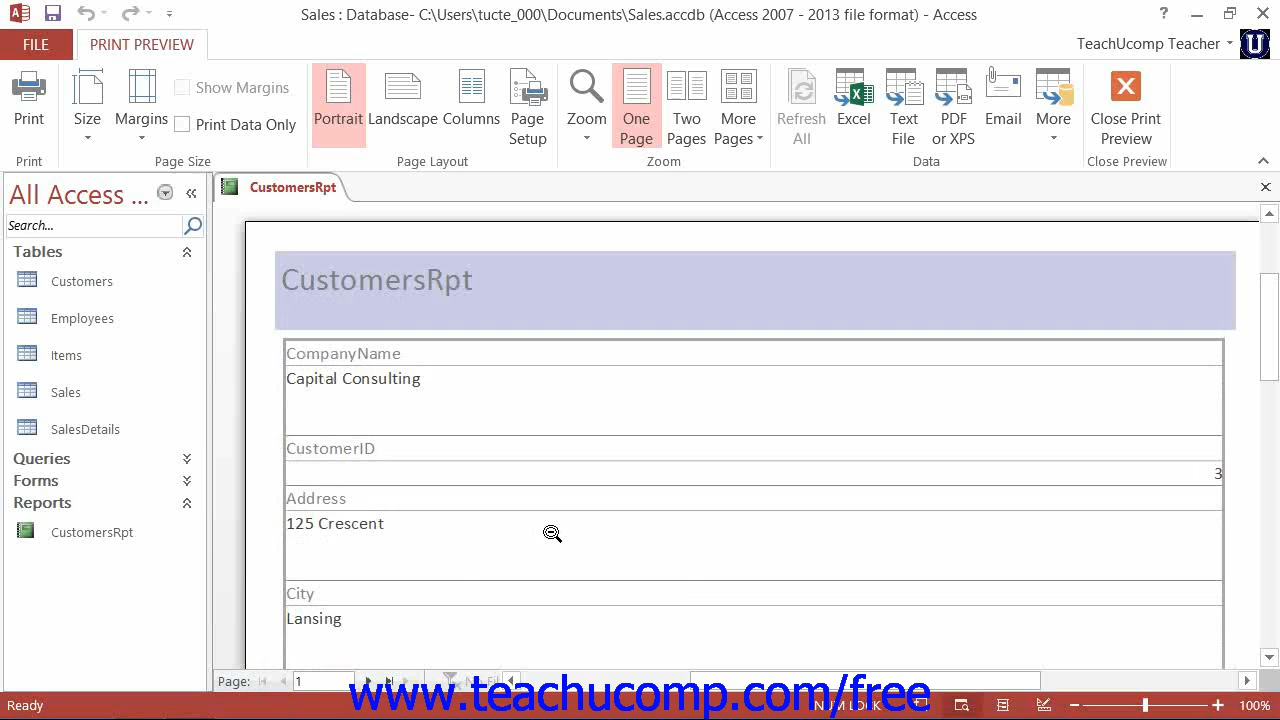 Sales : Database- C:\Users\tucte_000\Documents\Sales.accdb (Access 2007 - 2013 file format) - Access
FILE
PRINT PREVIEW
TeachUcomp Teacher
Print
Size
Margins
Show Margins
Print Data Only
Portrait
Landscape
Columns
Page Setup
Zoom
One Page
Two Pages
More Pages
Refresh All
Excel
Text File
PDF or XPS
Email
More
Close Print Preview
Print
Page Size
Page Layout
Zoom
Data
Close Preview
All Access ...
Search...
Tables
Customers
Employees
Items
Sales
SalesDetails
Queries
Forms
Reports
CustomersRpt
CustomersRpt
CustomersRpt
CompanyName
Capital Consulting
CustomerID
3
Address
125 Crescent
City
Lansing
Page:
1
www.teachucomp.com/free
Ready
NUM LOCK
100%